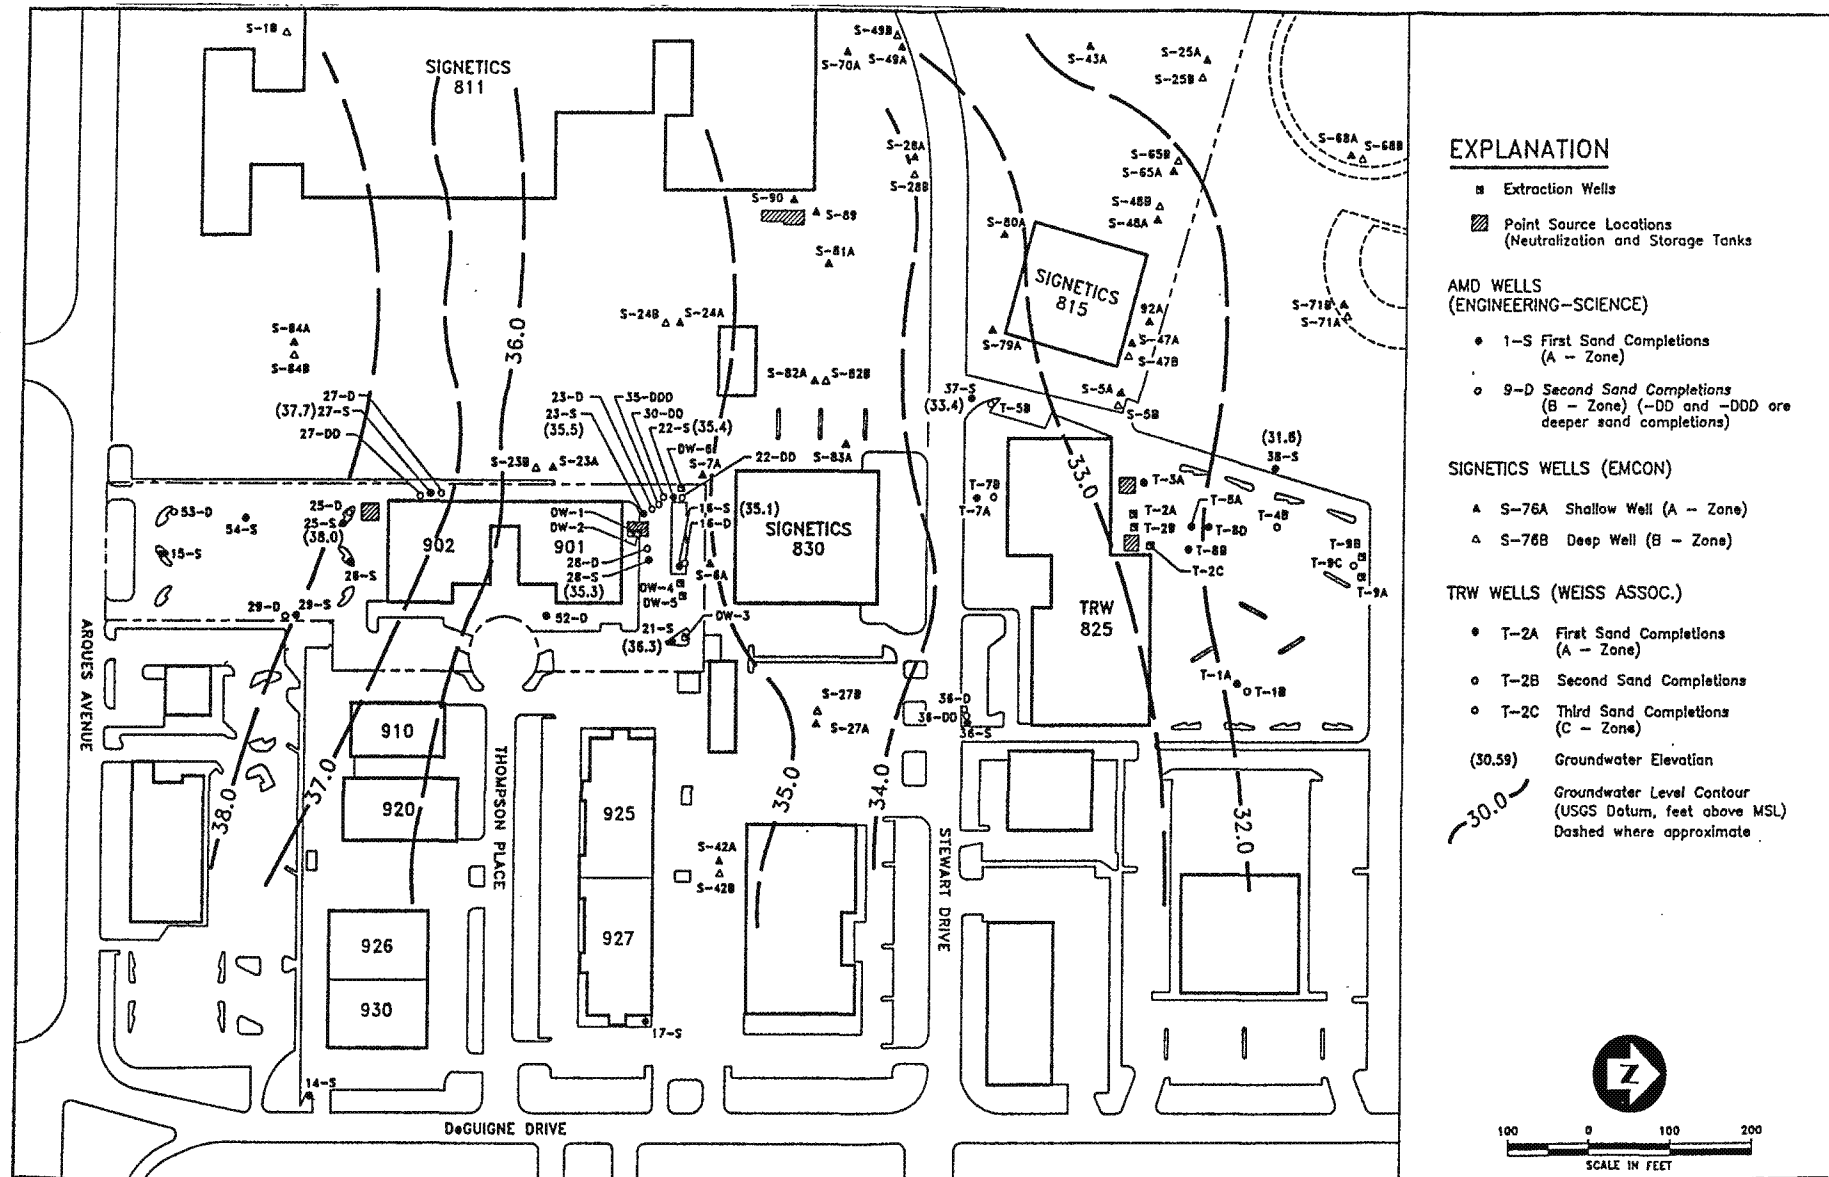 S-1B
SIGNETICS
811
S-49B
S-70A
S-49A
S-43A
S-25A
S-25B
S-28A
S-28B
S-68A
S-68B
S-65B
S-65A
S-90
S-89
S-48B
S-48A
S-80A
S-81A
SIGNETICS
815
S-84A
S-84B
S-24B
S-24A
36.0
92A
S-47A
S-47B
S-79A
S-71B
S-71A
S-82A
S-82B
S-5A
S-5B
37-S
(33.4)
T-5B
27-D
(37.7)27-S
27-DD
23-D
23-S
(35.5)
35-DDD
30-DD
22-S(35.4)
DW-6
S-7A
22-DD
S-83A
S-23B
S-23A
(31.6)
38-S
33.0
53-D
54-S
15-S
25-D
25-S
(38.0)
26-S
902
901
DW-1
DW-2
28-D
28-S
(35.3)
16-S
(35.1)
16-D
DW-4
DW-5
S-6A
SIGNETICS
830
T-7B
T-7A
T-3A
T-2A
T-2B
T-2C
T-8A
T-8D
T-8B
T-4B
T-9B
T-9C
T-9A
29-D
29-S
52-D
21-S
(36.3)
DW-3
TRW
825
T-1A
T-1B
S-27B
S-27A
36-D
36-DD
36-S
ARQUES AVENUE
910
920
THOMPSON PLACE
38.0
37.0
925
927
35.0
34.0
32.0
S-42A
S-42B
STEWART DRIVE
926
930
17-S
14-S
DeGUIGNE DRIVE
EXPLANATION
Extraction Wells
Point Source Locations
(Neutralization and Storage Tanks
AMD WELLS
(ENGINEERING-SCIENCE)
1-S First Sand Completions
(A - Zone)
9-D Second Sand Completions
(B - Zone) (-DD and -DDD are
deeper sand completions)
SIGNETICS WELLS (EMCON)
S-76A Shallow Well (A - Zone)
S-76B Deep Well (B - Zone)
TRW WELLS (WEISS ASSOC.)
T-2A First Sand Completions
(A - Zone)
T-2B Second Sand Completions
T-2C Third Sand Completions
(C - Zone)
(30.59) Groundwater Elevation
30.0
Groundwater Level Contour
(USGS Datum, feet above MSL)
Dashed where approximate
Z
100 0 100 200
SCALE IN FEET